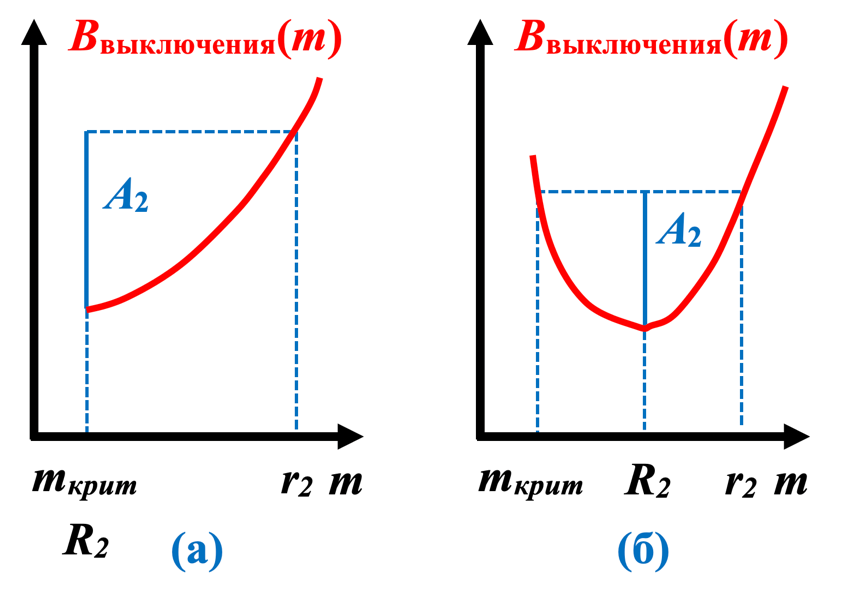 Bвыключения(m)
A₂
mкрит
r₂ m
R₂
(а)
Bвыключения(m)
A₂
mкрит
R₂
r₂ m
(б)